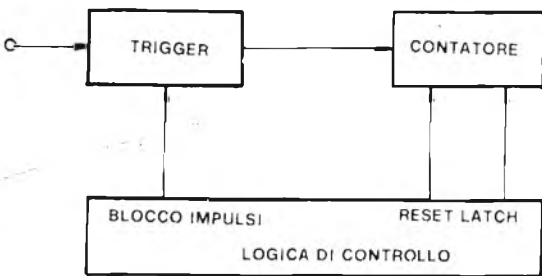 TRIGGER
CONTATORE
BLOCCO IMPULSI
RESET LATCH
LOGICA DI CONTROLLO